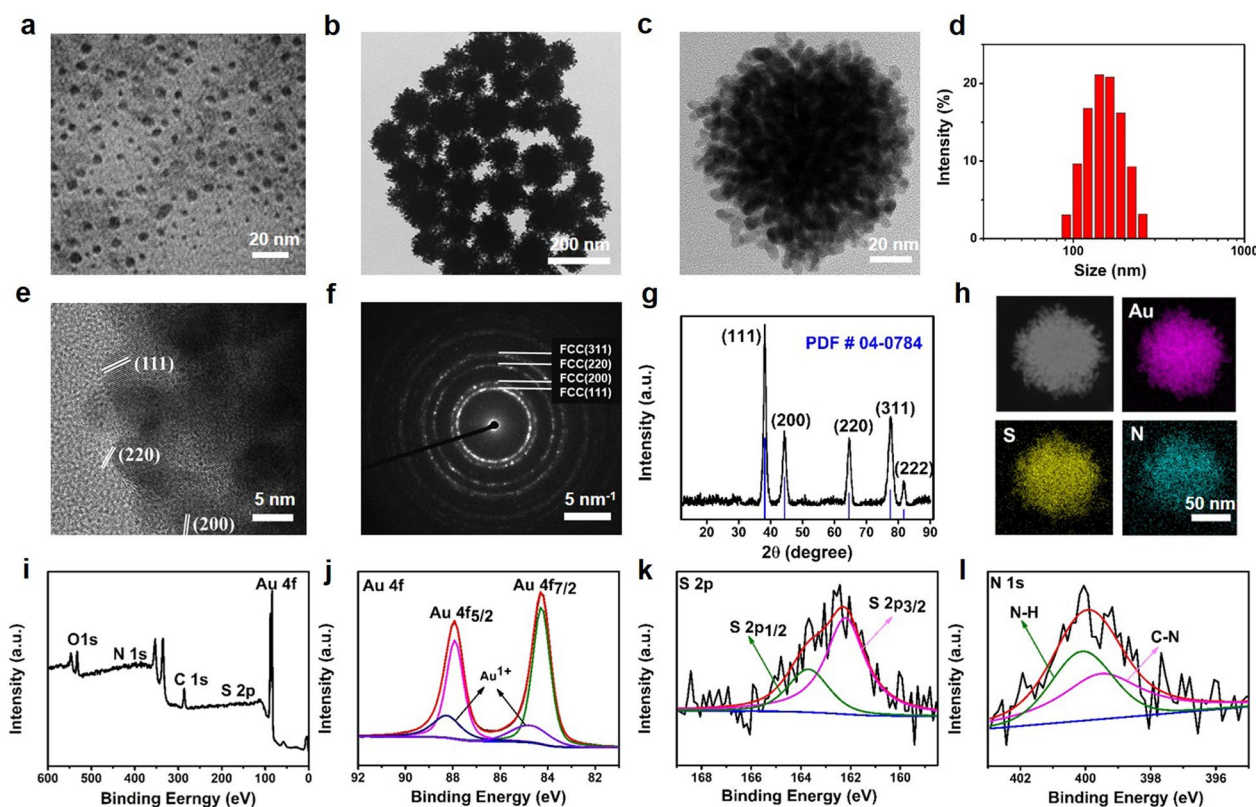 a
20 nm
b
200 nm
c
20 nm
d
Intensity (%)
20
10
0
100
1000
Size (nm)
e
(111)
(220)
(200)
5 nm
f
FCC(311)
FCC(220)
FCC(200)
FCC(111)
5 nm-1
g
Intensity (a.u.)
PDF # 04-0784
(111)
(200)
(220)
(311)
(222)
20 30 40 50 60 70 80 90
2θ (degree)
h
Au
S
N
50 nm
i
Intensity (a.u.)
O1s
N 1s
C 1s
S 2p
Au 4f
600 500 400 300 200 100 0
Binding Eerngy (eV)
j
Intensity (a.u.)
Au 4f
Au 4f5/2
Au 4f7/2
Au1+
92 90 88 86 84 82
Binding Energy (eV)
k
Intensity (a.u.)
S 2p
S 2p1/2
S 2p3/2
168 166 164 162 160
Binding Energy (eV)
l
Intensity (a.u.)
N 1s
N-H
C-N
402 400 398 396
Binding Energy (eV)